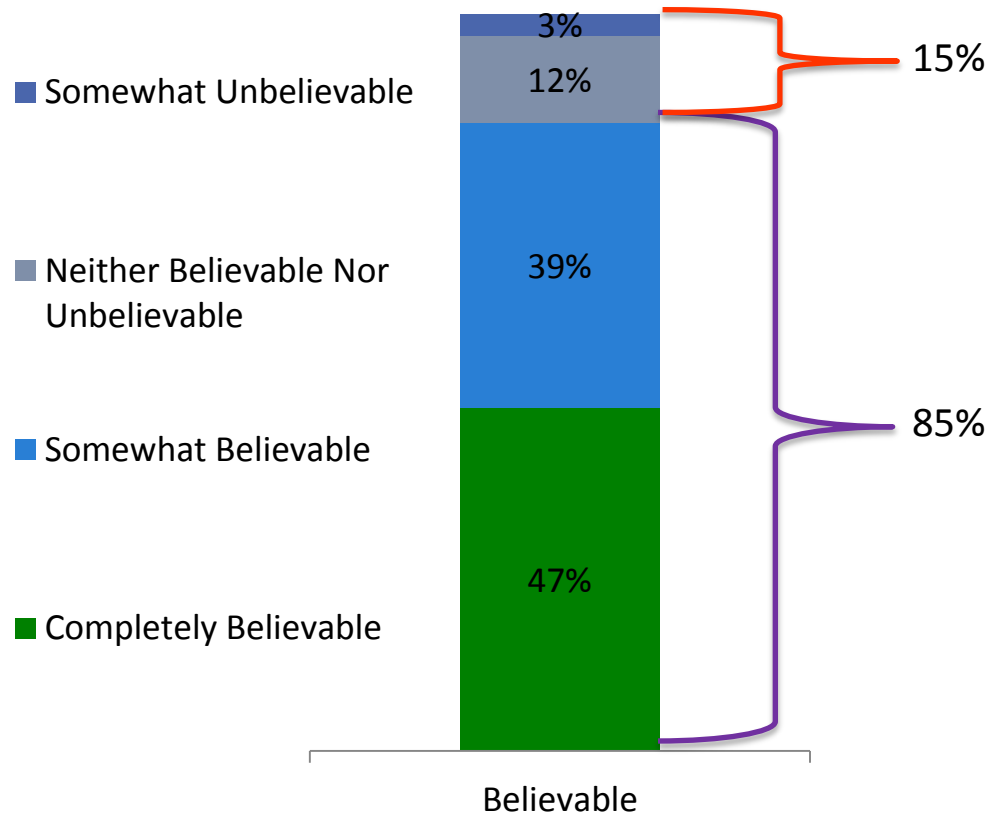 3%
15%
12%
Somewhat Unbelievable
Neither Believable Nor
Unbelievable
39%
Somewhat Believable
85%
47%
Completely Believable
Believable